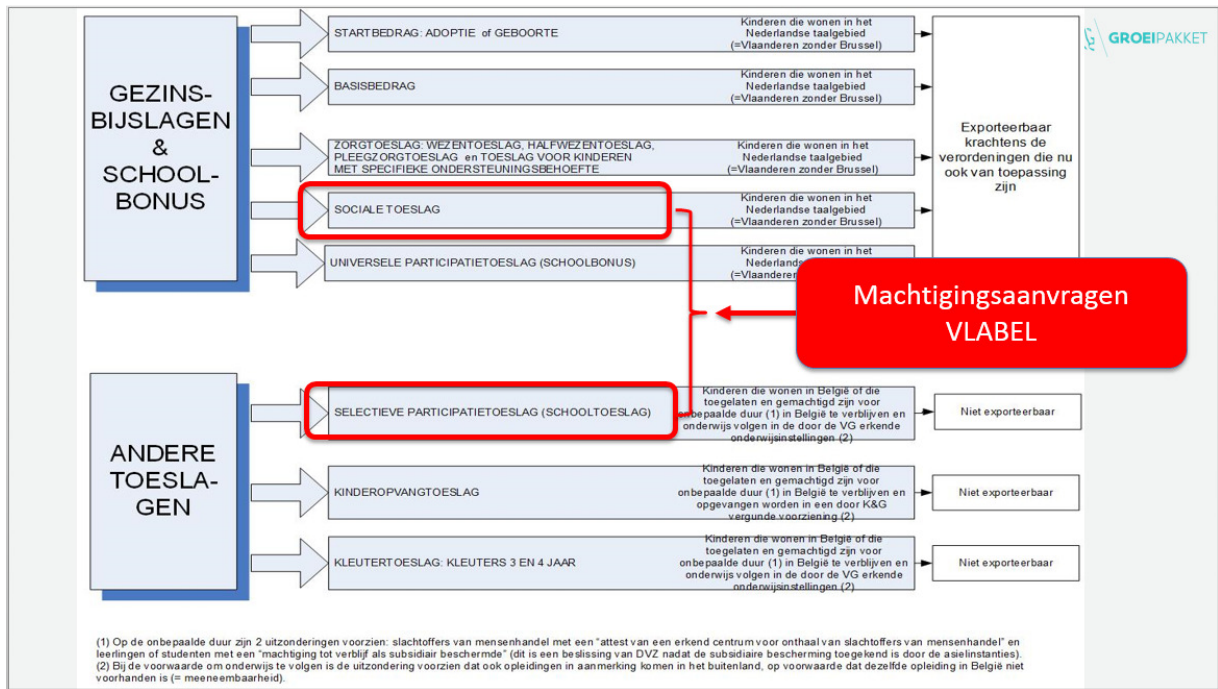 GROEIPAKKET
GEZINS-
BIJSLAGEN
&
SCHOOL-
BONUS
STARTBEDRAG: ADOPTIE of GEBOORTE
Kinderen die wonen in het
Nederlandse taalgebied
(=Vlaanderen zonder Brussel)
BASISBEDRAG
Kinderen die wonen in het
Nederlandse taalgebied
(=Vlaanderen zonder Brussel)
ZORGTOESLAG: WEZENTOESLAG, HALFWEZENTOESLAG,
PLEEGZORGTOESLAG en TOESLAG VOOR KINDEREN
MET SPECIFIEKE ONDERSTEUNINGSBEHOEFTE
Kinderen die wonen in het
Nederlandse taalgebied
(=Vlaanderen zonder Brussel)
SOCIALE TOESLAG
Kinderen die wonen in het
Nederlandse taalgebied
(=Vlaanderen zonder Brussel)
UNIVERSELE PARTICIPATIETOESLAG (SCHOOLBONUS)
Kinderen die wonen in het
Nederlands
(=Vlaanderen
Exporteerbaar
krachtens de
verordeningen die nu
ook van toepassing
zijn
Machtigingsaanvragen
VLABEL
ANDERE
TOESLA-
GEN
SELECTIEVE PARTICIPATIETOESLAG (SCHOOLTOESLAG)
Kinderen die wonen in België of die
toegelaten en gemachtigd zijn voor
onbepaalde duur (1) in België te verblijven en
onderwijs volgen in de door de VG erkende
onderwijsinstellingen (2)
Niet exporteerbaar
KINDEROPVANGTOESLAG
Kinderen die wonen in België of die
toegelaten en gemachtigd zijn voor
onbepaalde duur (1) in België te verblijven en
opgevangen worden in een door K&G
vergunde voorziening (2)
Niet exporteerbaar
KLEUTERTOESLAG: KLEUTERS 3 EN 4 JAAR
Kinderen die wonen in België of die
toegelaten en gemachtigd zijn voor
onbepaalde duur (1) in België te verblijven en
onderwijs volgen in de door de VG erkende
onderwijsinstellingen (2)
Niet exporteerbaar
(1) Op de onbepaalde duur zijn 2 uitzonderingen voorzien: slachtoffers van mensenhandel met een "attest van een erkend centrum voor onthaal van slachtoffers van mensenhandel" en
leerlingen of studenten met een "machtiging tot verblijf als subsidiair beschermde" (dit is een beslissing van DVZ nadat de subsidiaire bescherming toegekend is door de asielinstanties).
(2) Bij de voorwaarde om onderwijs te volgen is de uitzondering voorzien dat ook opleidingen in aanmerking komen in het buitenland, op voorwaarde dat dezelfde opleiding in België niet
voorhanden is (= meeneembaarheid).